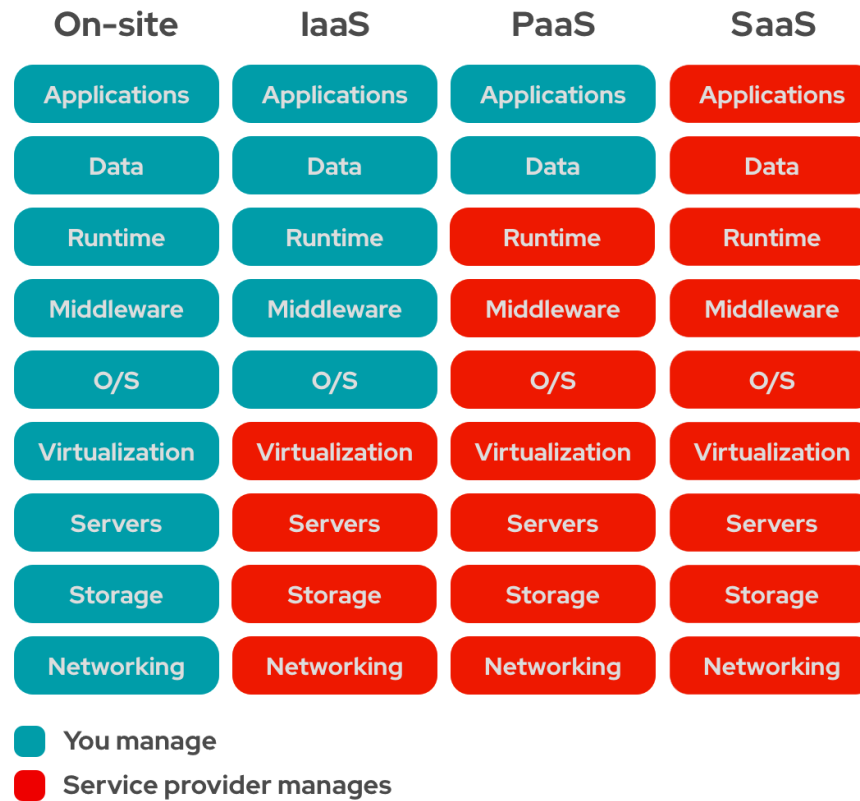 On-site IaaS PaaS SaaS
Applications Applications Applications Applications
Data Data Data Data
Runtime Runtime Runtime Runtime
Middleware Middleware Middleware Middleware
O/S O/S O/S O/S
Virtualization Virtualization Virtualization Virtualization
Servers Servers Servers Servers
Storage Storage Storage Storage
Networking Networking Networking Networking
You manage
Service provider manages